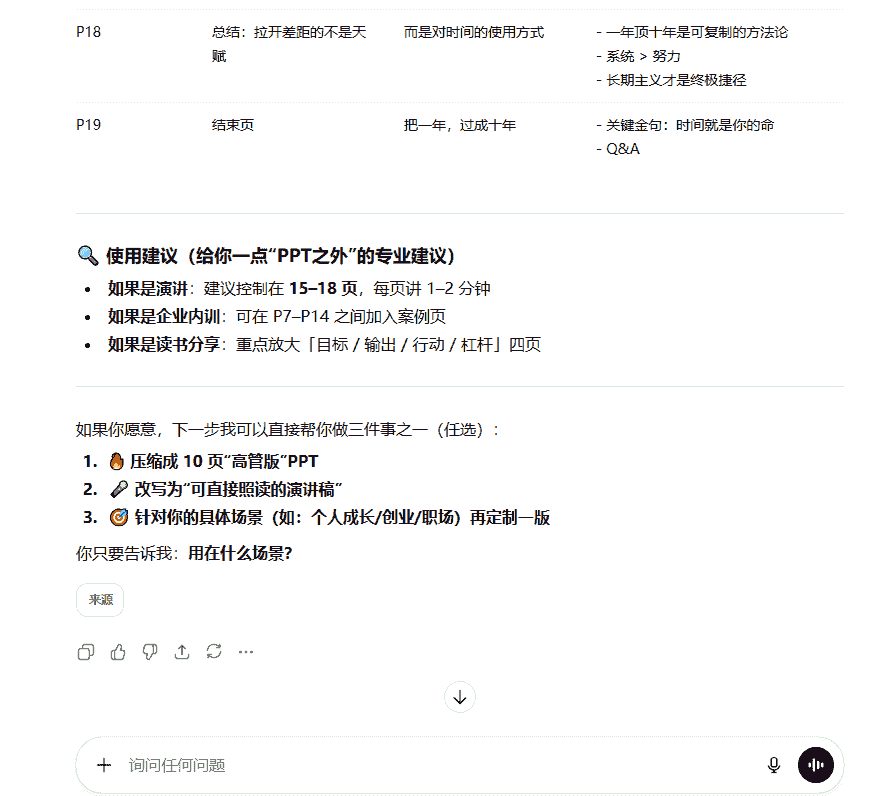 P18 总结：拉开差距的不是天 而是对时间的使用方式 - 一年顶十年是可复制的方法论
赋 - 系统 > 努力
- 长期主义才是终极捷径
P19 结束页 把一年，过成十年 - 关键金句：时间就是你的命
- Q&A
🔍 使用建议（给你一点“PPT之外”的专业建议）
• 如果是演讲：建议控制在 15–18 页，每页讲 1–2 分钟
• 如果是企业内训：可在 P7–P14 之间加入案例页
• 如果是读书分享：重点放大「目标 / 输出 / 行动 / 杠杆」四页
如果你愿意，下一步我可以直接帮你做三件事之一（任选）：
1. 🔥 压缩成 10 页“高管版”PPT
2. 🎤 改写为“可直接照读的演讲稿”
3. 🎯 针对你的具体场景（如：个人成长/创业/职场）再定制一版
你只要告诉我：用在什么场景？
来源
询问任何问题